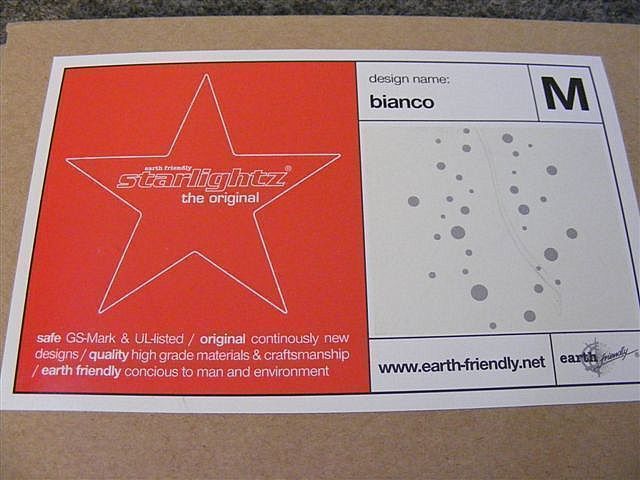 earth friendly
starlightz®
the original
safe GS-Mark & UL-listed / original continously new
designs / quality high grade materials & craftsmanship
/ earth friendly concious to man and environment
design name:
bianco
M
www.earth-friendly.net
earth friendly®